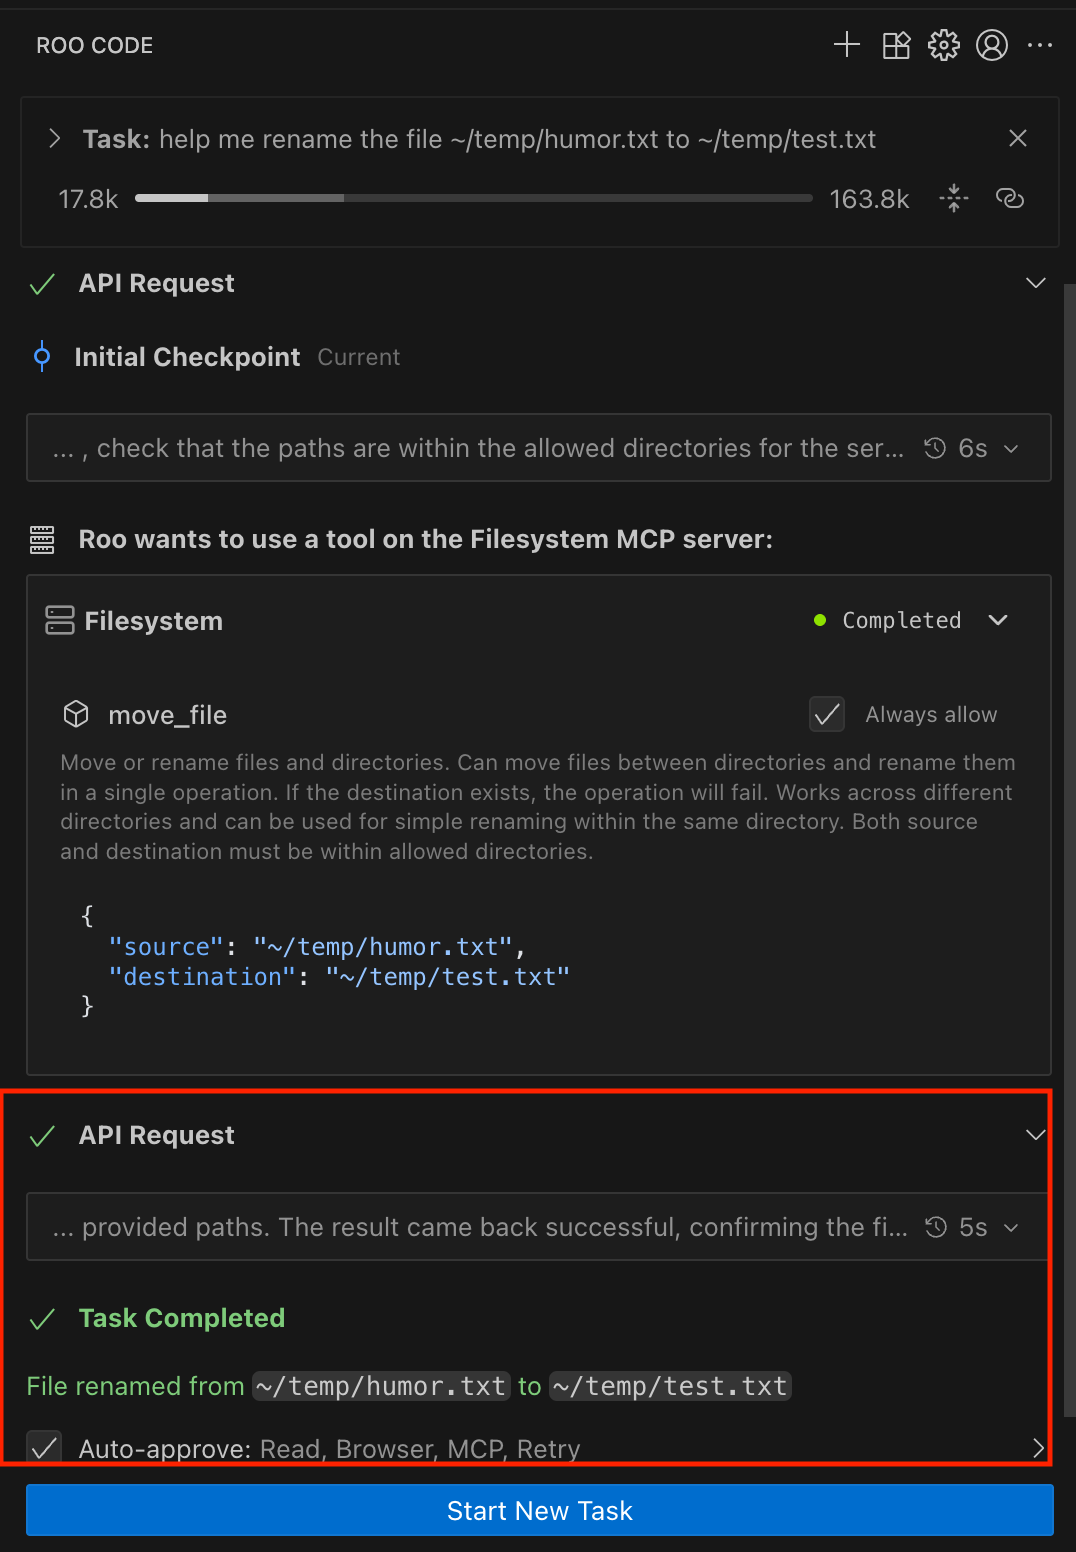 ROO CODE
Task: help me rename the file ~/temp/humor.txt to ~/temp/test.txt
17.8k 163.8k
API Request
Initial Checkpoint Current
... , check that the paths are within the allowed directories for the ser... 6s
Roo wants to use a tool on the Filesystem MCP server:
Filesystem Completed
move_file Always allow
Move or rename files and directories. Can move files between directories and rename them
in a single operation. If the destination exists, the operation will fail. Works across different
directories and can be used for simple renaming within the same directory. Both source
and destination must be within allowed directories.
{
"source": "~/temp/humor.txt",
"destination": "~/temp/test.txt"
}
API Request
... provided paths. The result came back successful, confirming the fi... 5s
Task Completed
File renamed from ~/temp/humor.txt to ~/temp/test.txt
Auto-approve: Read, Browser, MCP, Retry
Start New Task